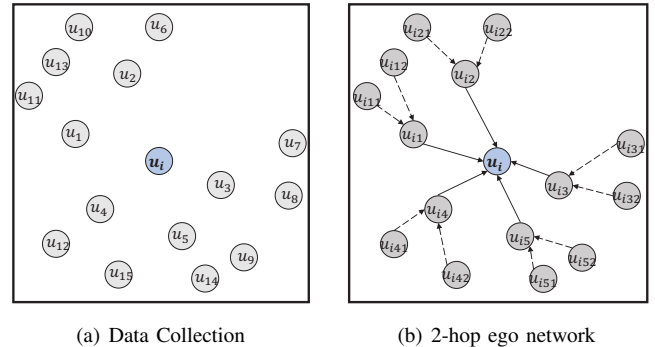 u10 u6 u13 u2 u11 u1 ui u7 u3 u8 u4 u5 u12 u9 u15 u14
ui21 ui22 ui12 ui2 ui11 ui1 ui31 ui ui3 ui32 ui4 ui5 ui41 ui52 ui42 ui51
(a) Data Collection
(b) 2-hop ego network